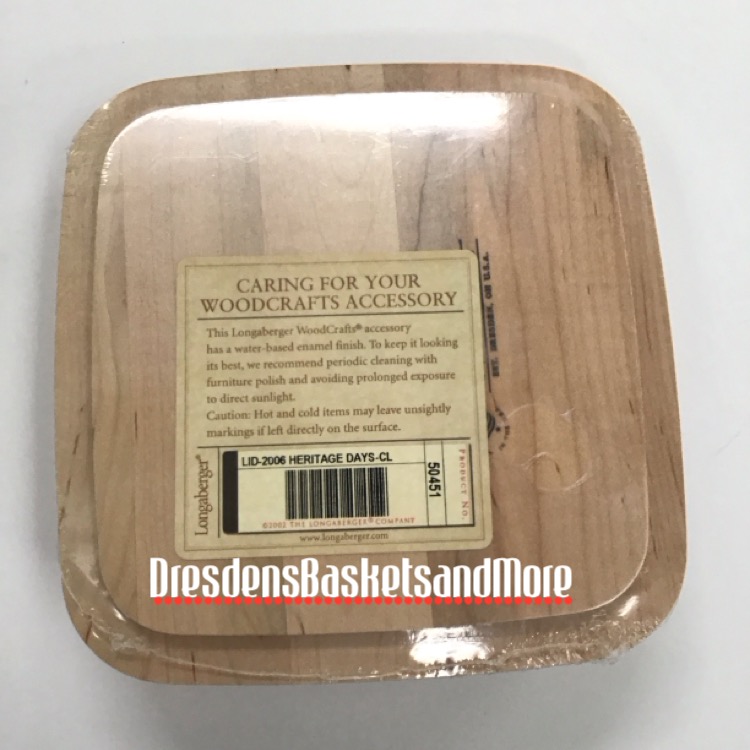 CARING FOR YOUR
WOODCRAFTS ACCESSORY
This Longaberger WoodCrafts® accessory
has a water-based enamel finish. To keep it looking
its best, we recommend periodic cleaning with
furniture polish and avoiding prolonged exposure
to direct sunlight.
Caution: Hot and cold items may leave unsightly
markings if left directly on the surface.
Longaberger®
LID-2006 HERITAGE DAYS-CL
50451
PRODUCT NO.
©2002 THE LONGABERGER® COMPANY
www.longaberger.com
DresdensBasketsandMore
DRESDEN, OH U.S.A.